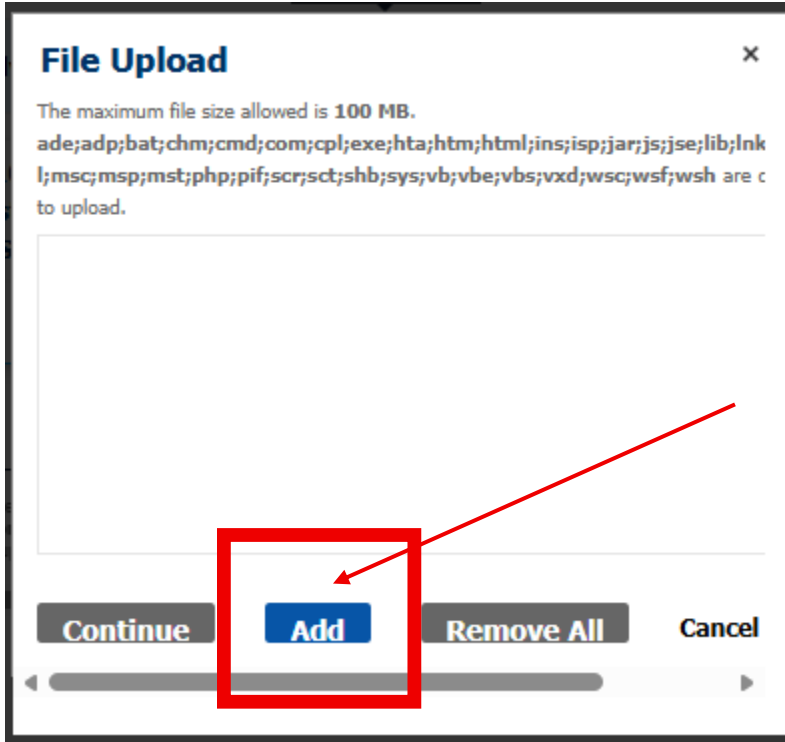 File Upload ×
The maximum file size allowed is 100 MB.
ade;adp;bat;chm;cmd;com;cpl;exe;hta;htm;html;ins;isp;jar;js;jse;lib;lnk
l;msc;msp;mst;php;pif;scr;sct;shb;sys;vb;vbe;vbs;vxd;wsc;wsf;wsh are
to upload.
Continue Add Remove All Cancel